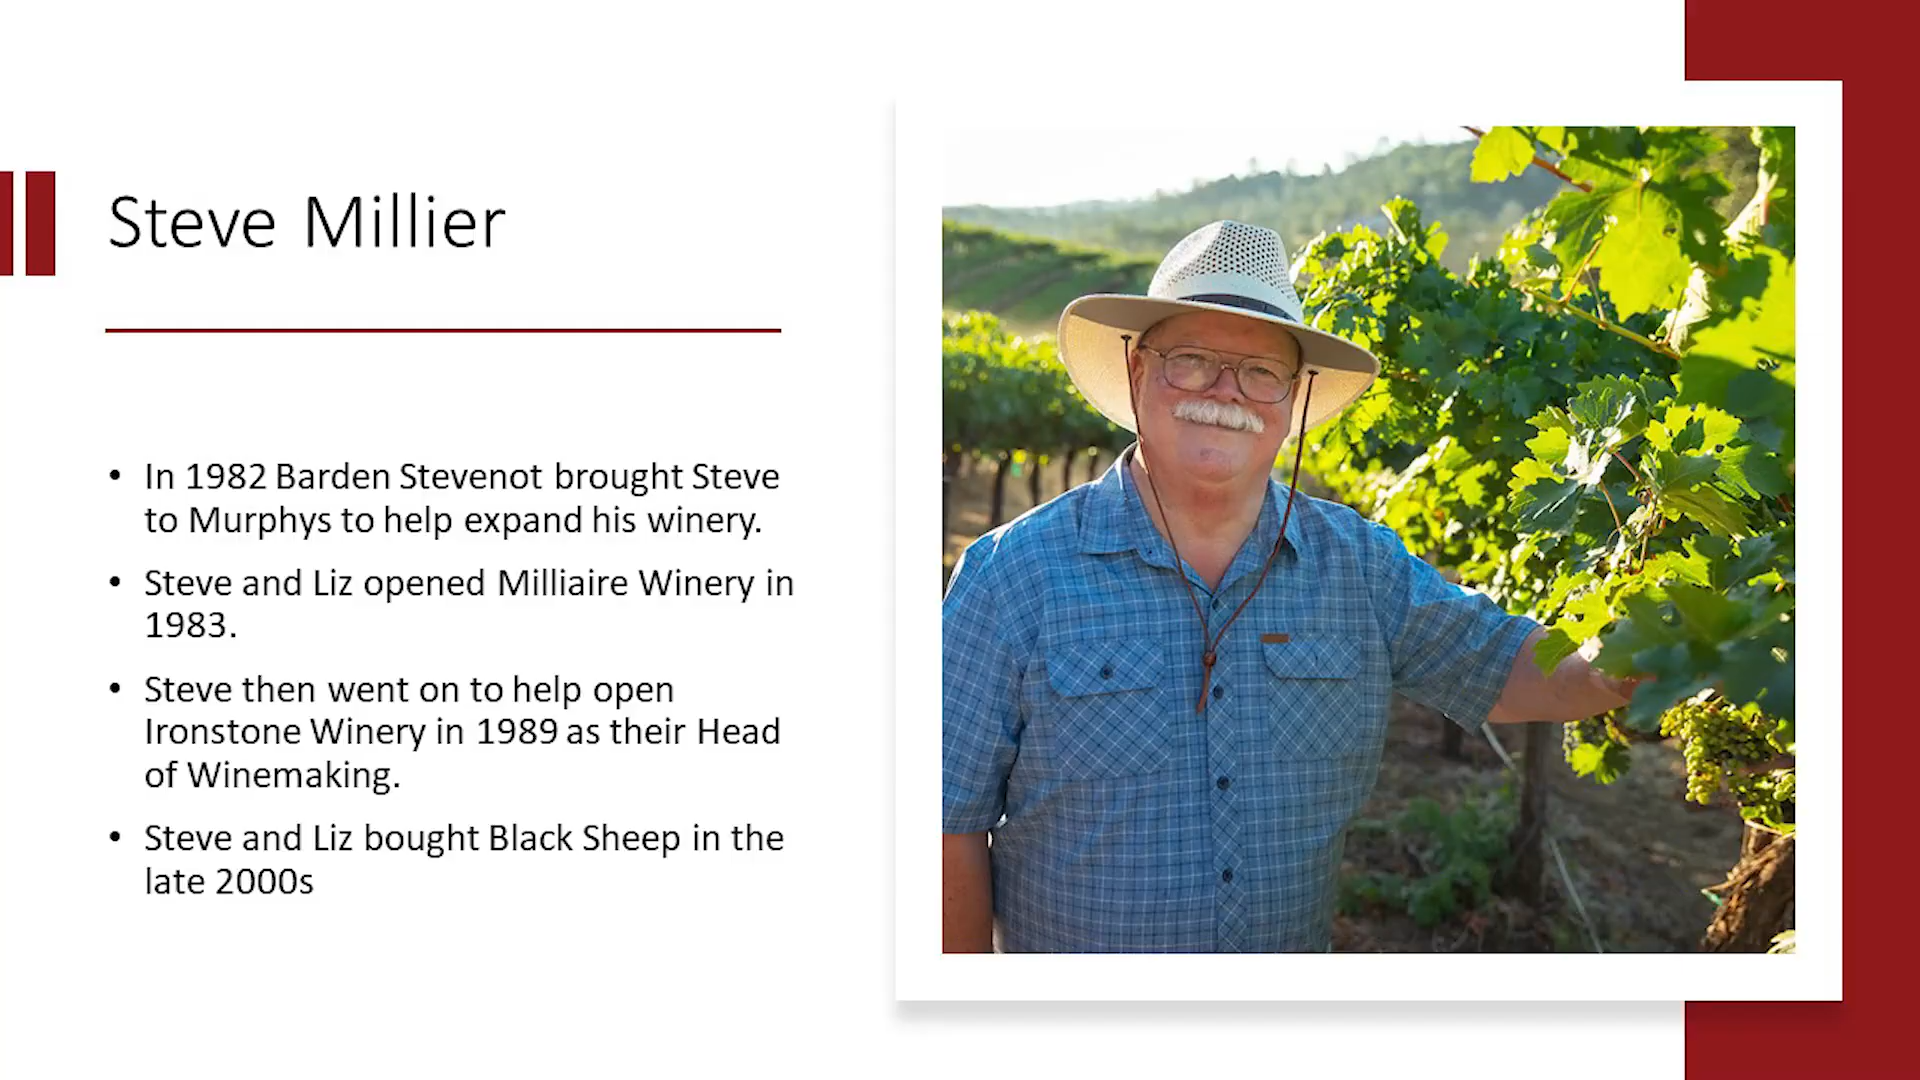 Steve Millier
• In 1982 Barden Stevenot brought Steve
to Murphys to help expand his winery.
• Steve and Liz opened Milliaire Winery in
1983.
• Steve then went on to help open
Ironstone Winery in 1989 as their Head
of Winemaking.
• Steve and Liz bought Black Sheep in the
late 2000s